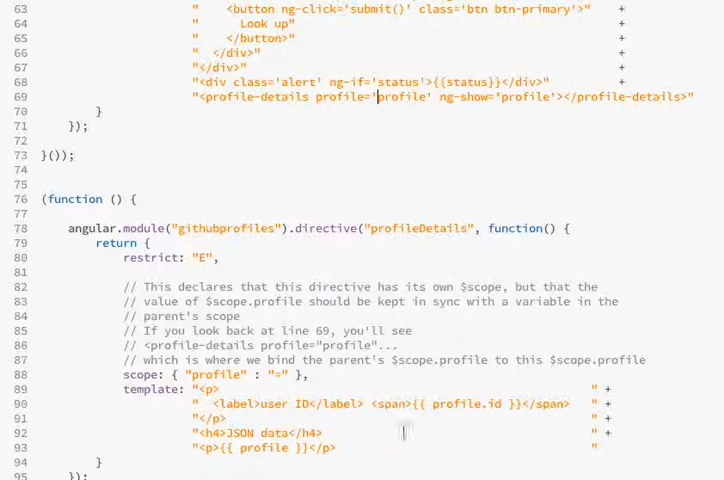 63 "    <button ng-click='submit()' class='btn btn-primary'>" +
64 "      Look up" +
65 "    </button>" +
66 "  </div>" +
67 "</div>" +
68 "<div class='alert' ng-if='status'>{{status}}</div>" +
69 "<profile-details profile='profile' ng-show='profile'></profile-details>"
70 }
71 });
72
73 }());
74
75
76 (function () {
77
78 angular.module("githubprofiles").directive("profileDetails", function() {
79 return {
80 restrict: "E",
81
82 // This declares that this directive has its own $scope, but that the
83 // value of $scope.profile should be kept in sync with a variable in the
84 // parent's scope
85 // If you look back at line 69, you'll see
86 // <profile-details profile="profile"...
87 // which is where we bind the parent's $scope.profile to this $scope.profile
88 scope: { "profile" : "=" },
89 template: "<p> " +
90 "  <label>user ID</label> <span>{{ profile.id }}</span> " +
91 "</p> " +
92 "<h4>JSON data</h4> " +
93 "<p>{{ profile }}</p> "
94 }
95 });